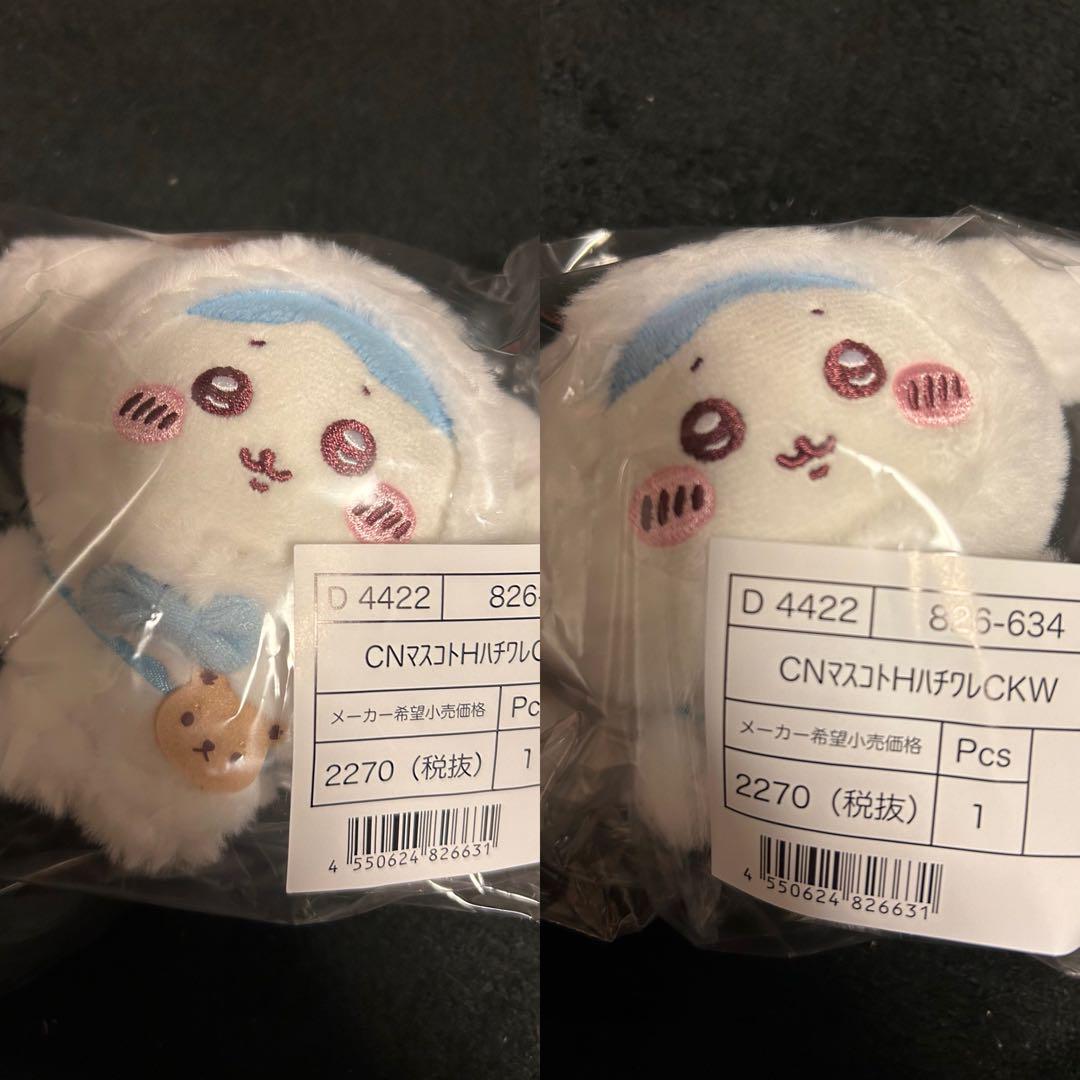 D 4422 826-
CNﾏｽｺﾄHﾊﾁﾜﾚC
メーカー希望小売価格 Pc
2270（税抜） 1
4 550624 826631
D 4422 826-634
CNﾏｽｺﾄHﾊﾁﾜﾚCKW
メーカー希望小売価格 Pcs
2270（税抜） 1
4 550624 826631